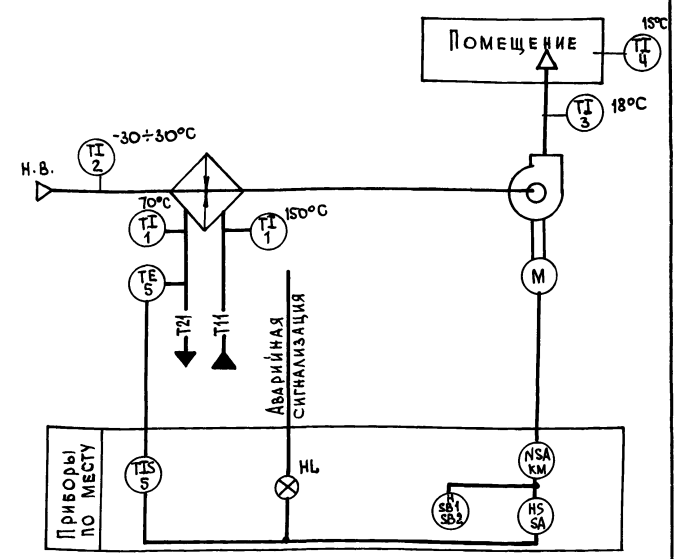 ПОМЕЩЕНИЕ
15°С
TI
4
TI
3
18°С
-30÷30°С
TI
2
Н.В.
70°С
TI
1
150°С
TI
1
TE
5
М
Т21
Т11
АВАРИЙНАЯ
СИГНАЛИЗАЦИЯ
ПРИБОРЫ
ПО МЕСТУ
TIS
5
HL
NSA
КМ
H
SB1
SB2
HS
SA